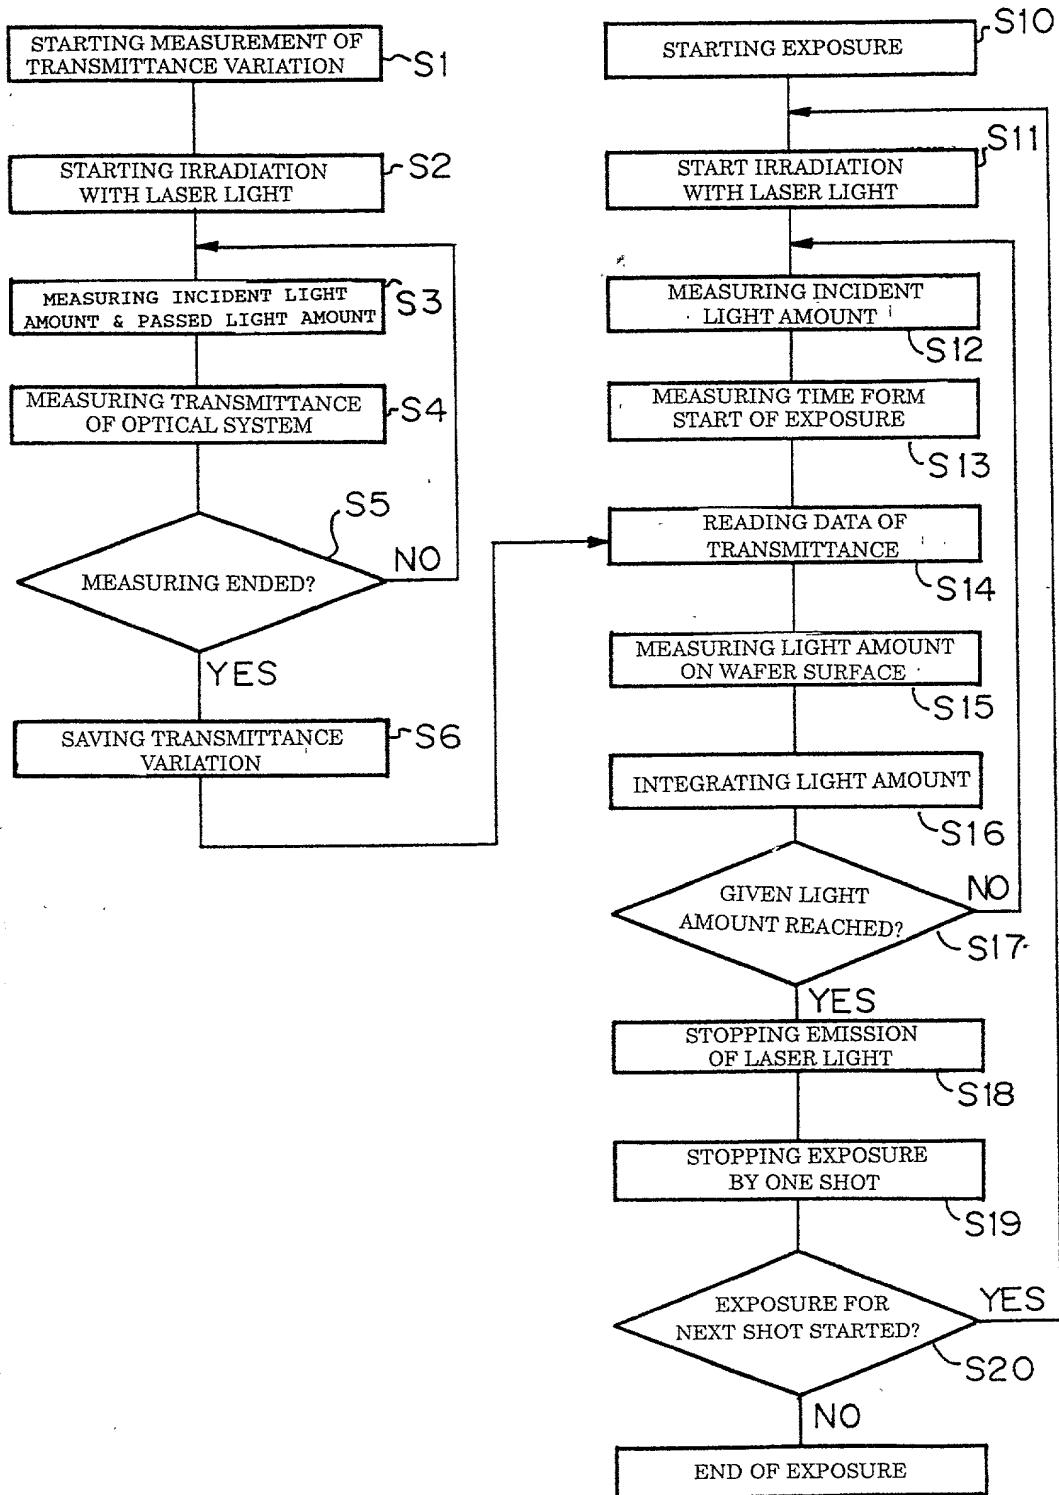 STARTING MEASUREMENT OF
TRANSMITTANCE VARIATION
S1
STARTING IRRADIATION
WITH LASER LIGHT
S2
MEASURING INCIDENT LIGHT
AMOUNT & PASSED LIGHT AMOUNT
S3
MEASURING TRANSMITTANCE
OF OPTICAL SYSTEM
S4
S5
MEASURING ENDED?
NO
YES
SAVING TRANSMITTANCE
VARIATION
S6
STARTING EXPOSURE
S10
START IRRADIATION
WITH LASER LIGHT
S11
MEASURING INCIDENT
LIGHT AMOUNT
S12
MEASURING TIME FORM
START OF EXPOSURE
S13
READING DATA OF
TRANSMITTANCE
S14
MEASURING LIGHT AMOUNT
ON WAFER SURFACE
S15
INTEGRATING LIGHT AMOUNT
S16
GIVEN LIGHT
AMOUNT REACHED?
NO
S17
YES
STOPPING EMISSION
OF LASER LIGHT
S18
STOPPING EXPOSURE
BY ONE SHOT
S19
EXPOSURE FOR
NEXT SHOT STARTED?
YES
S20
NO
END OF EXPOSURE